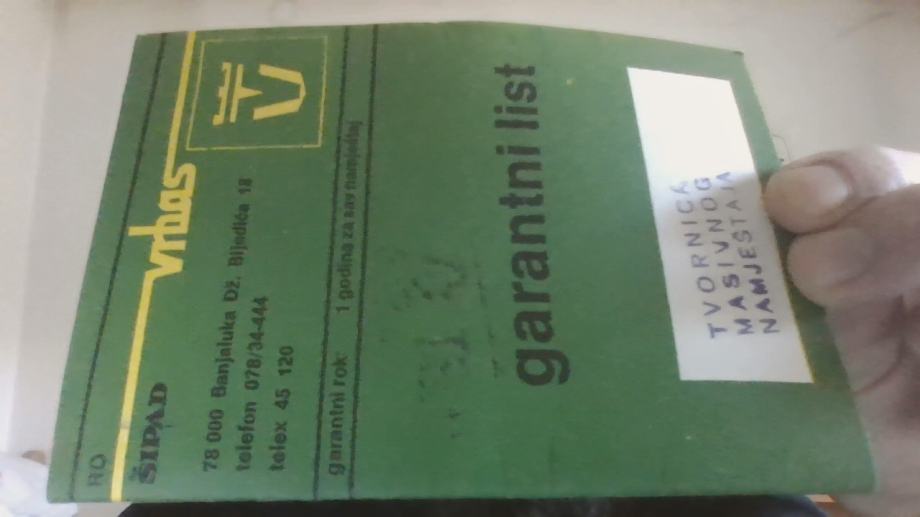 RO
ŠIPAD vrbas
78 000 Banjaluka Dž. Bijedića 18
telefon 078/34-444
telex 45 120
garantni rok: 1 godina za sav namještaj
garantni list
TVORNICA
MASIVNOG
NAMJEŠTAJA